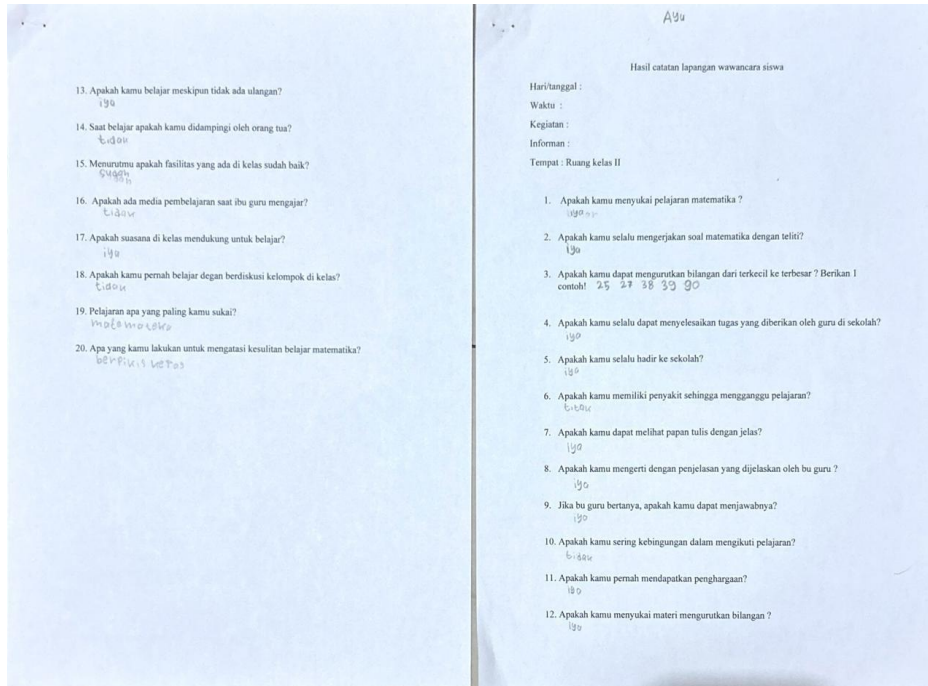 13. Apakah kamu belajar meskipun tidak ada ulangan?
iya
14. Saat belajar apakah kamu didampingi oleh orang tua?
tidak
15. Menurutmu apakah fasilitas yang ada di kelas sudah baik?
16. Apakah ada media pembelajaran saat ibu guru mengajar?
tidak
17. Apakah suasana di kelas mendukung untuk belajar?
iya
18. Apakah kamu pernah belajar degan berdiskusi kelompok di kelas?
tidak
19. Pelajaran apa yang paling kamu sukai?
20. Apa yang kamu lakukan untuk mengatasi kesulitan belajar matematika?
berfikis keras
Ayu
Hasil catatan lapangan wawancara siswa
Hari/tanggal :
Waktu :
Kegiatan :
Informan :
Tempat : Ruang kelas II
1. Apakah kamu menyukai pelajaran matematika ?
iya
2. Apakah kamu selalu mengerjakan soal matematika dengan teliti?
iya
3. Apakah kamu dapat mengurutkan bilangan dari terkecil ke terbesar ? Berikan 1
contoh! 25 27 38 39 90
4. Apakah kamu selalu dapat menyelesaikan tugas yang diberikan oleh guru di sekolah?
iya
5. Apakah kamu selalu hadir ke sekolah?
iya
6. Apakah kamu memiliki penyakit sehingga mengganggu pelajaran?
titak
7. Apakah kamu dapat melihat papan tulis dengan jelas?
iya
8. Apakah kamu mengerti dengan penjelasan yang dijelaskan oleh bu guru ?
iya
9. Jika bu guru bertanya, apakah kamu dapat menjawabnya?
iya
10. Apakah kamu sering kebingungan dalam mengikuti pelajaran?
tidak
11. Apakah kamu pernah mendapatkan penghargaan?
iya
12. Apakah kamu menyukai materi mengurutkan bilangan ?
iya